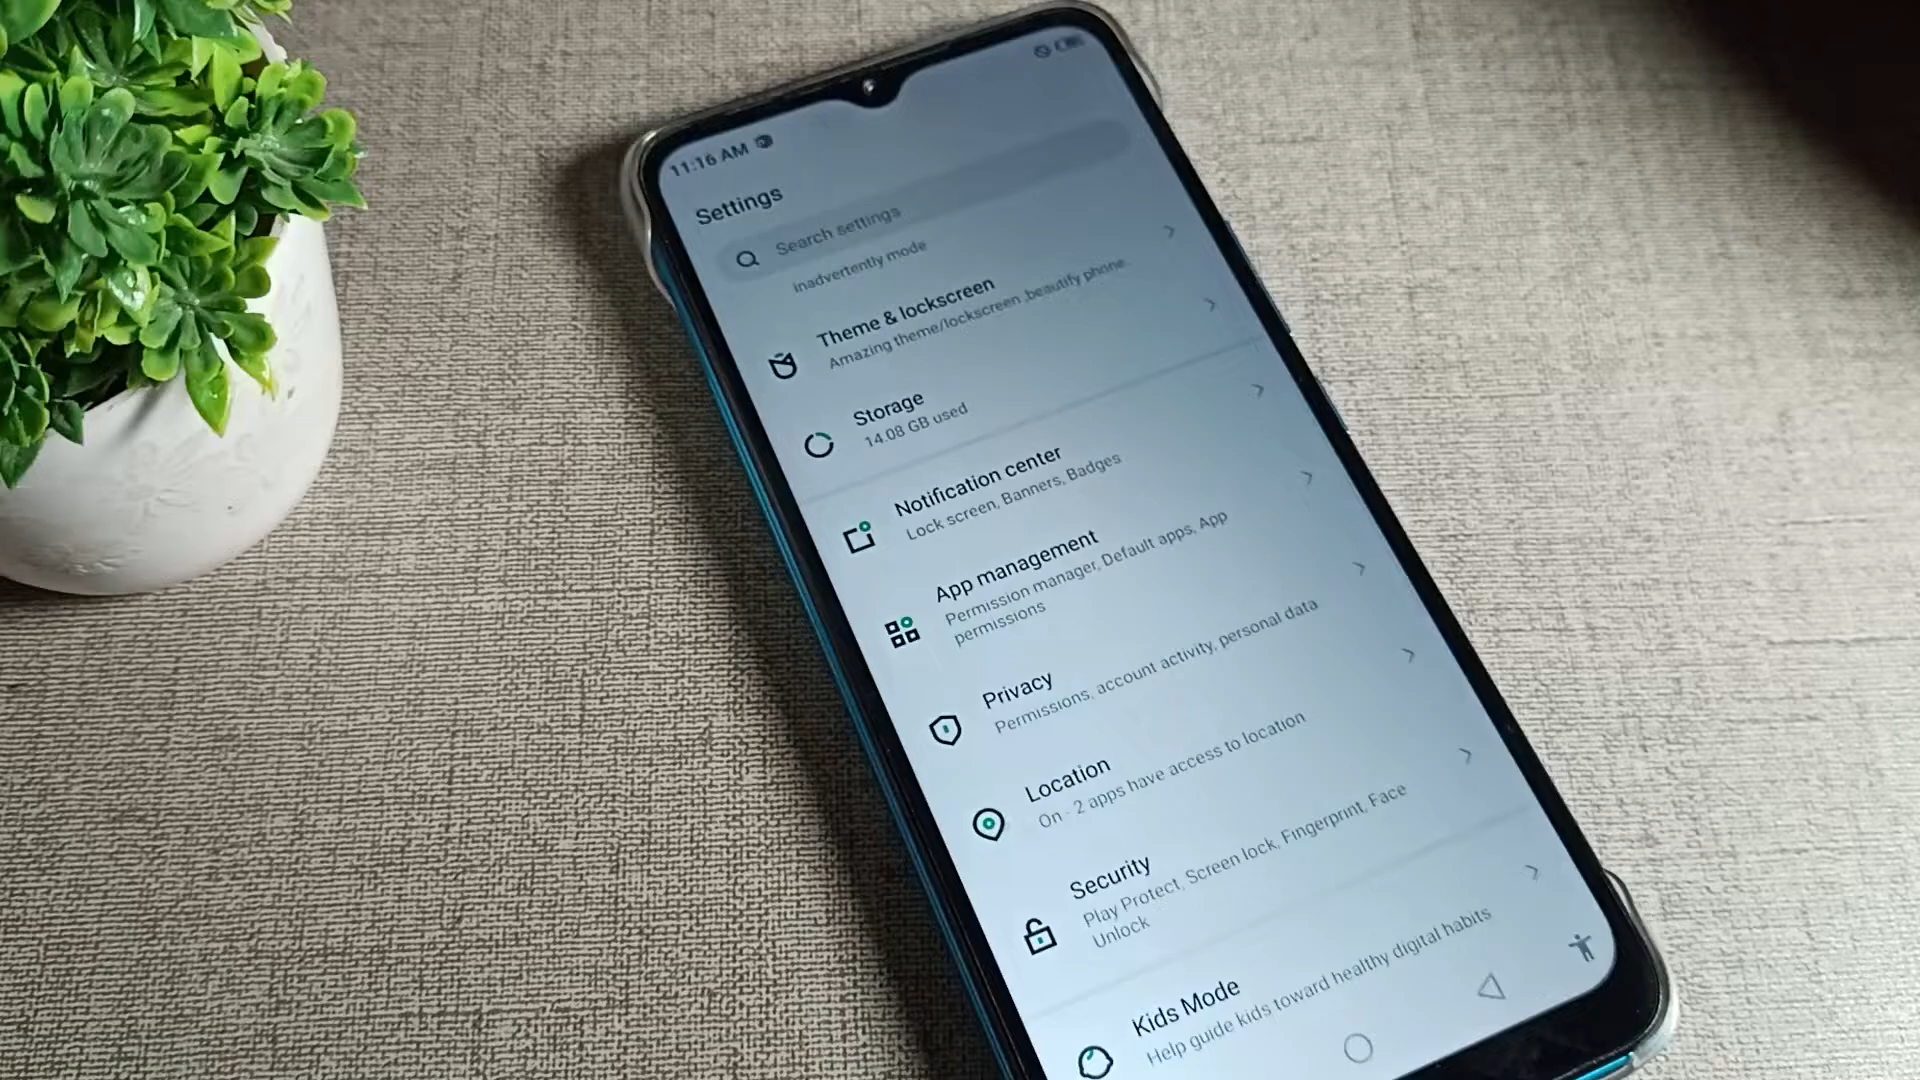 11:16 AM
Settings
Search settings
inadvertently mode
Theme & lockscreen
Amazing theme/lockscreen ,beautify phone.
Storage
14.08 GB used
Notification center
Lock screen, Banners, Badges
App management
Permission manager, Default apps, App
permissions
Privacy
Permissions, account activity, personal data
Location
On · 2 apps have access to location
Security
Play Protect, Screen lock, Fingerprint, Face
Unlock
Kids Mode
Help guide kids toward healthy digital habits